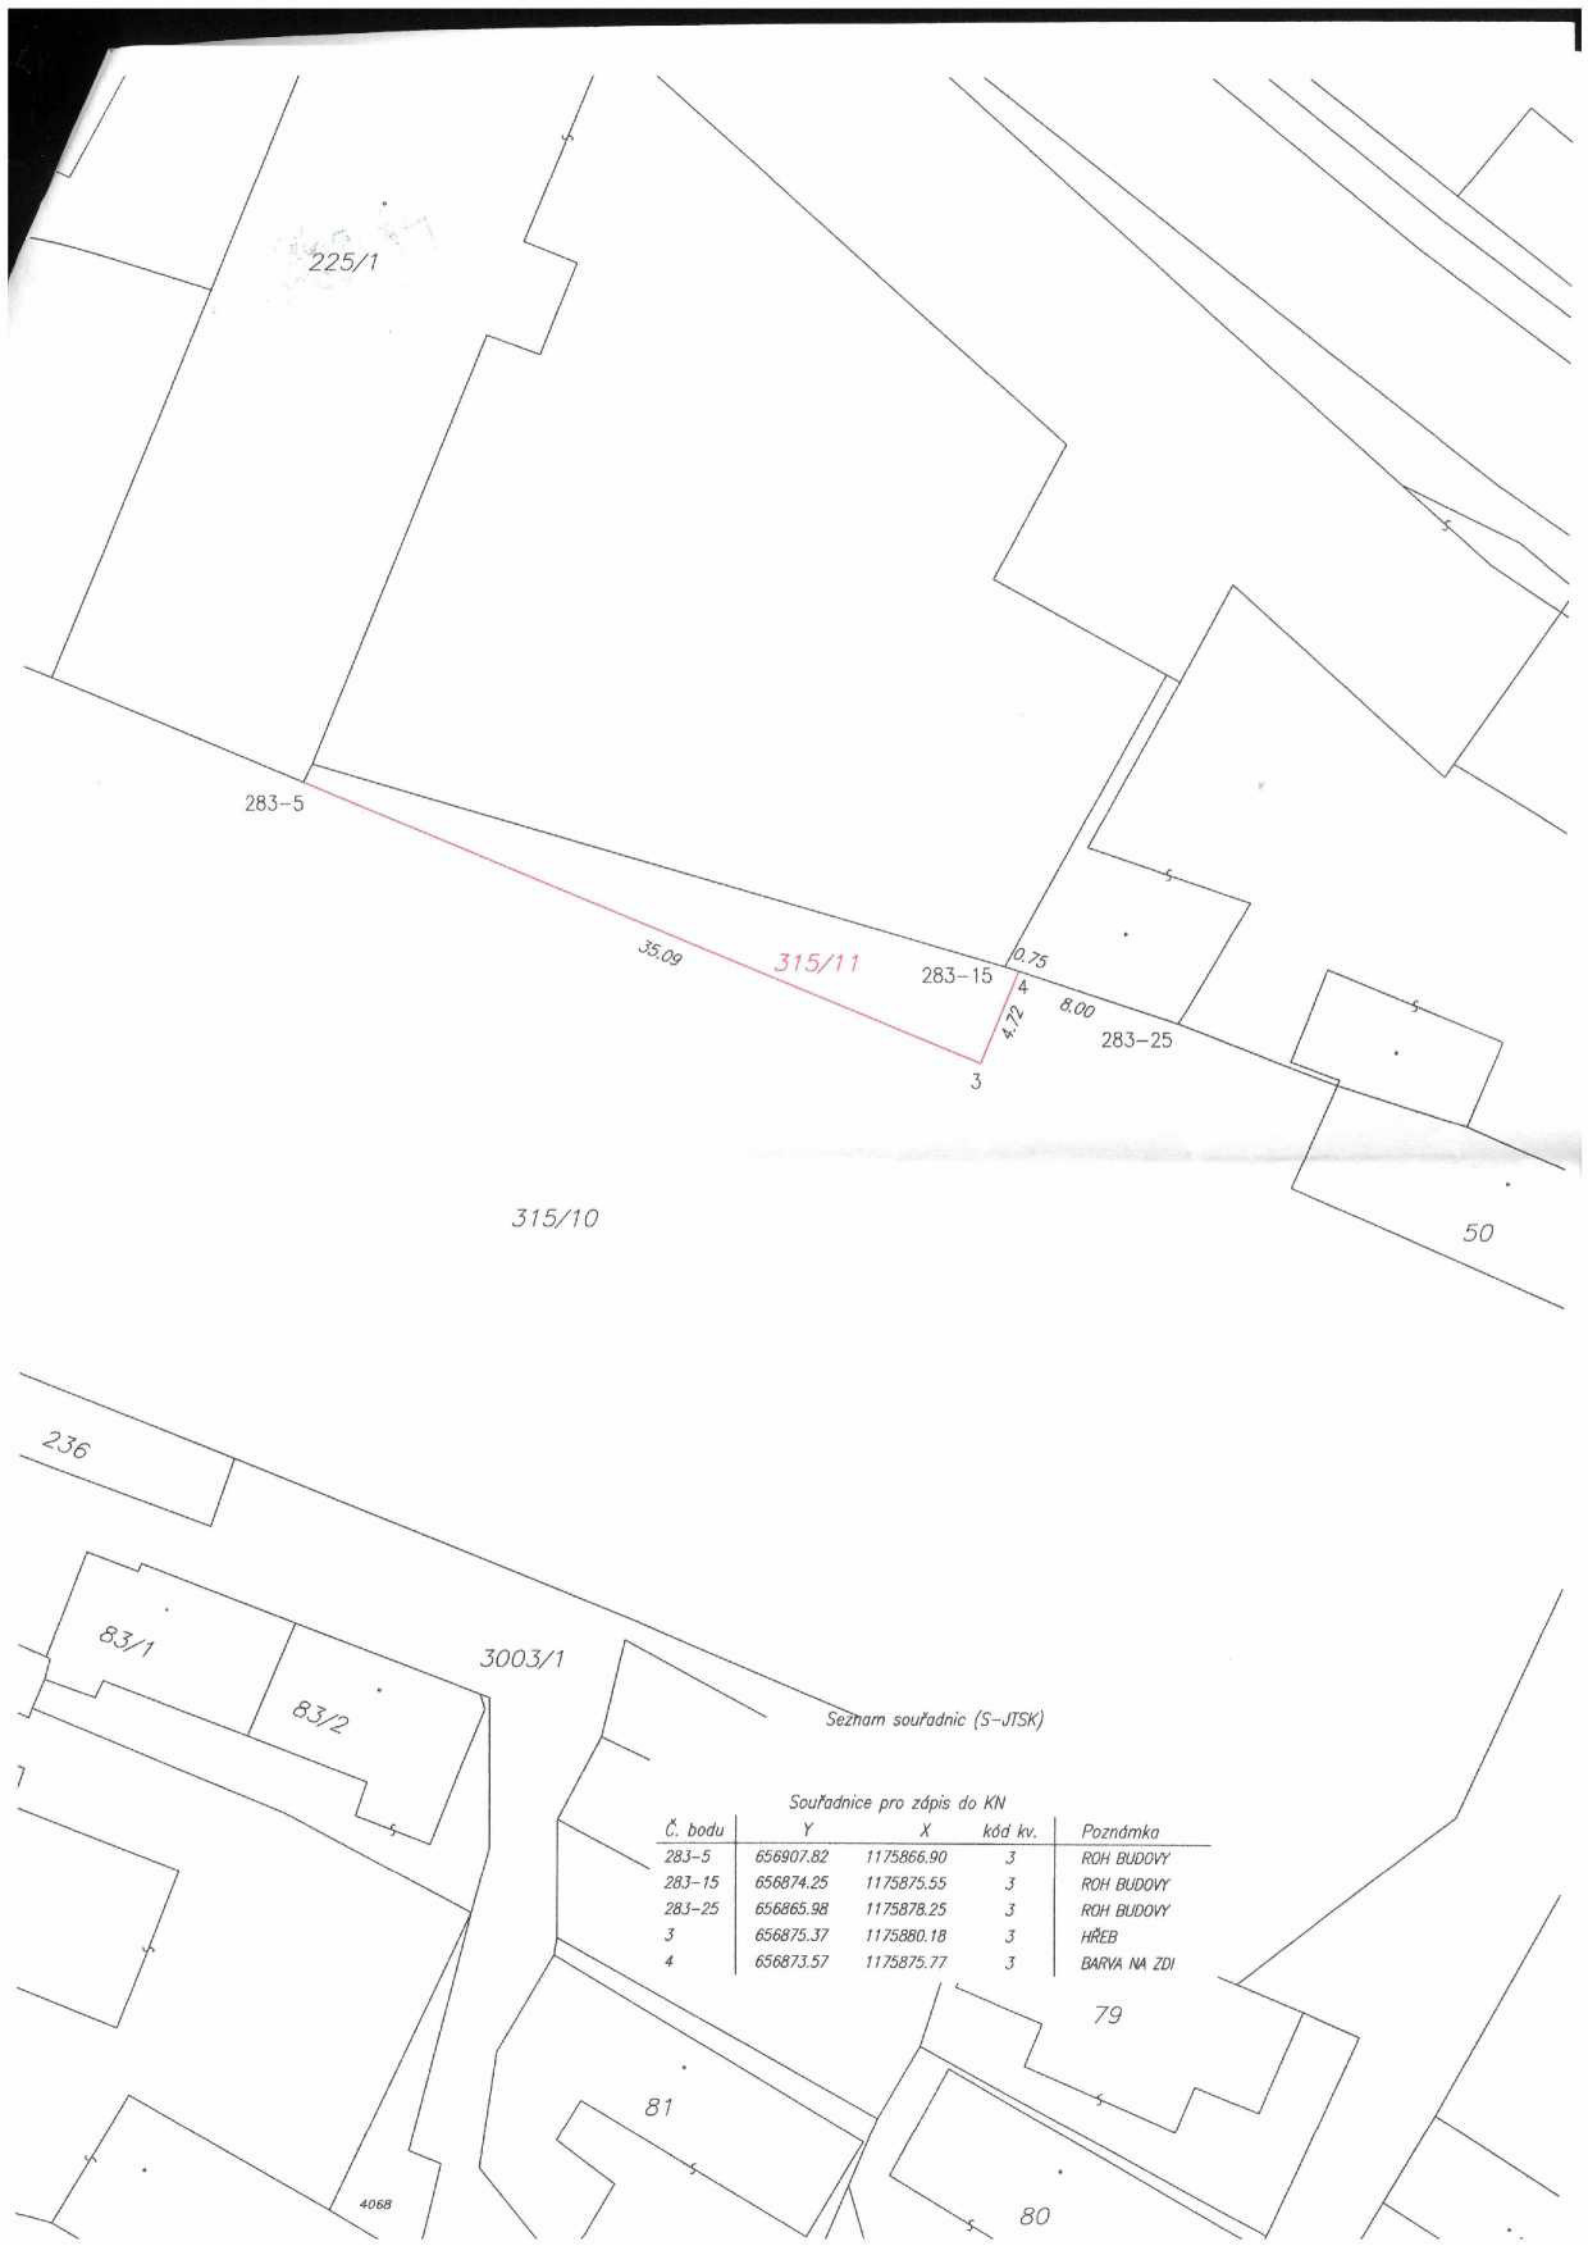 225/1
283-5
35.09
315/11
283-15
0.75
4
4.72
8.00
283-25
3
315/10
50
236
83/1
83/2
3003/1
Seznam souřadnic (S-JTSK)
Souřadnice pro zápis do KN
Č. bodu Y X kód kv. Poznámka
283-5 656907.82 1175866.90 3 ROH BUDOVY
283-15 656874.25 1175875.55 3 ROH BUDOVY
283-25 656865.98 1175878.25 3 ROH BUDOVY
3 656875.37 1175880.18 3 HŘEB
4 656873.57 1175875.77 3 BARVA NA ZDI
79
81
80
4068